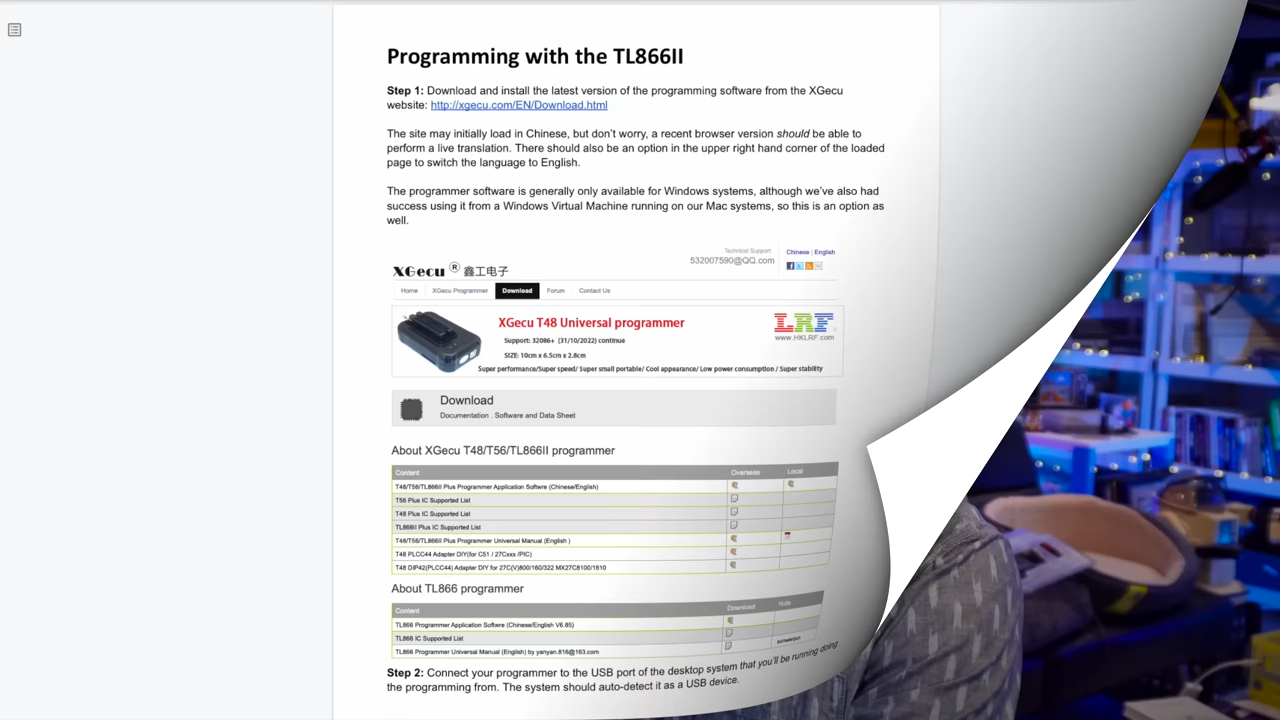 Programming with the TL866II
Step 1: Download and install the latest version of the programming software from the XGecu
website: http://xgecu.com/EN/Download.html
The site may initially load in Chinese, but don't worry, a recent browser version should be able to
perform a live translation. There should also be an option in the upper right hand corner of the loaded
page to switch the language to English.
The programmer software is generally only available for Windows systems, although we've also had
success using it from a Windows Virtual Machine running on our Mac systems, so this is an option as
well.
Technical Support:
532007590@QQ.com
Chinese | English
XGecu ® 鑫工电子
Home XGecu Programmer Download Forum Contact Us
XGecu T48 Universal programmer
Support: 32086+ (31/10/2022) continue
SIZE: 10cm x 6.5cm x 2.8cm
Super performance/Super speed/ Super small portable/ Cool appearance/ Low power consumption / Super stability
LRF
www.HKLRF.com
Download
Documentation . Software and Data Sheet
About XGecu T48/T56/TL866II programmer
Content Overseas Local
T48/T56/TL866II Plus Programmer Application Softwre (Chinese/English)
T56 Plus IC Supported List
T48 Plus IC Supported List
TL866II Plus IC Supported List
T48/T56/TL866II Plus Programmer Universal Manual (English )
T48 PLCC44 Adapter DIY(for C51 / 27Cxxx /PIC)
T48 DIP42(PLCC44) Adapter DIY for 27C(V)800/160/322 MX27C8100/1610
About TL866 programmer
Content Download Note
TL866 Programmer Application Softwre (Chinese/English V6.85)
TL866 IC Supported List
TL866 Programmer Universal Manual (English) by yanyan.816@163.com
Step 2: Connect your programmer to the USB port of the desktop system that you'll be running doing
the programming from. The system should auto-detect it as a USB device.